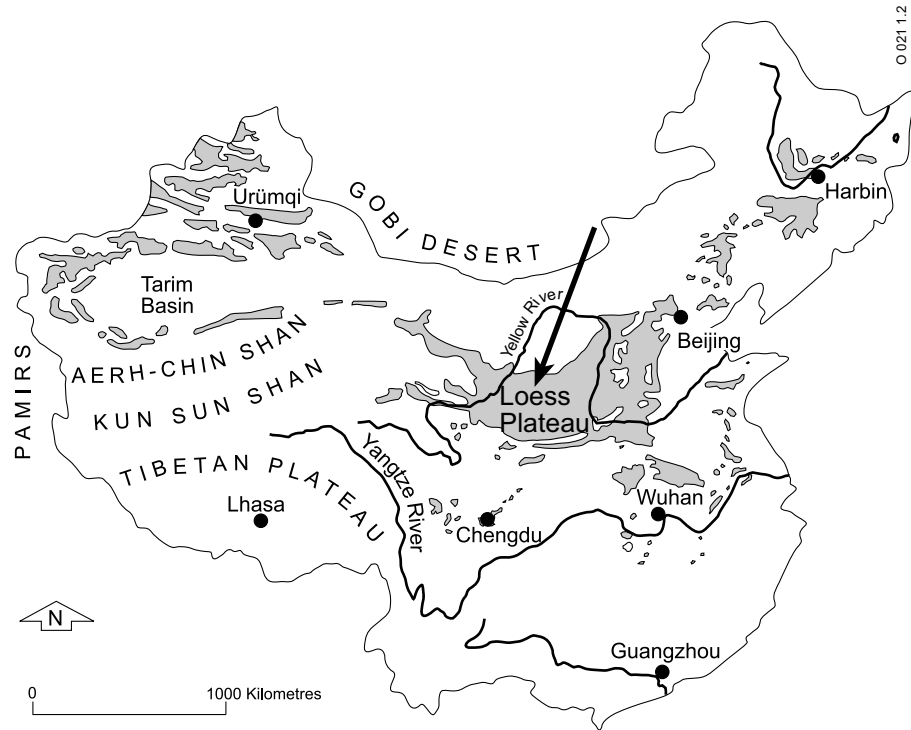 O 021 1.2
GOBI DESERT
Harbin
Urümqi
Tarim
Basin
Yellow River
Beijing
PAMIRS
AERH-CHIN SHAN
KUN SUN SHAN
Loess
Plateau
TIBETAN PLATEAU
Yangtze River
Lhasa
Chengdu
Wuhan
N
Guangzhou
0 1000 Kilometres